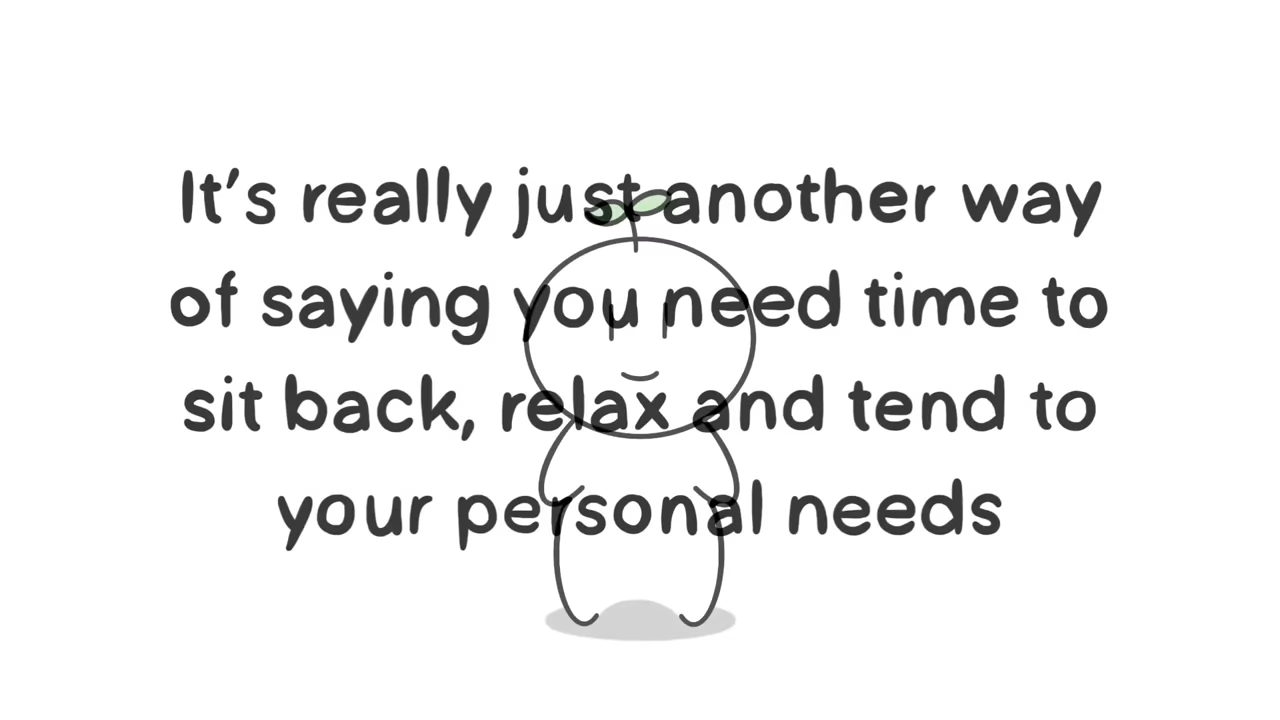 It's really just another way
of saying you need time to
sit back, relax and tend to
your personal needs